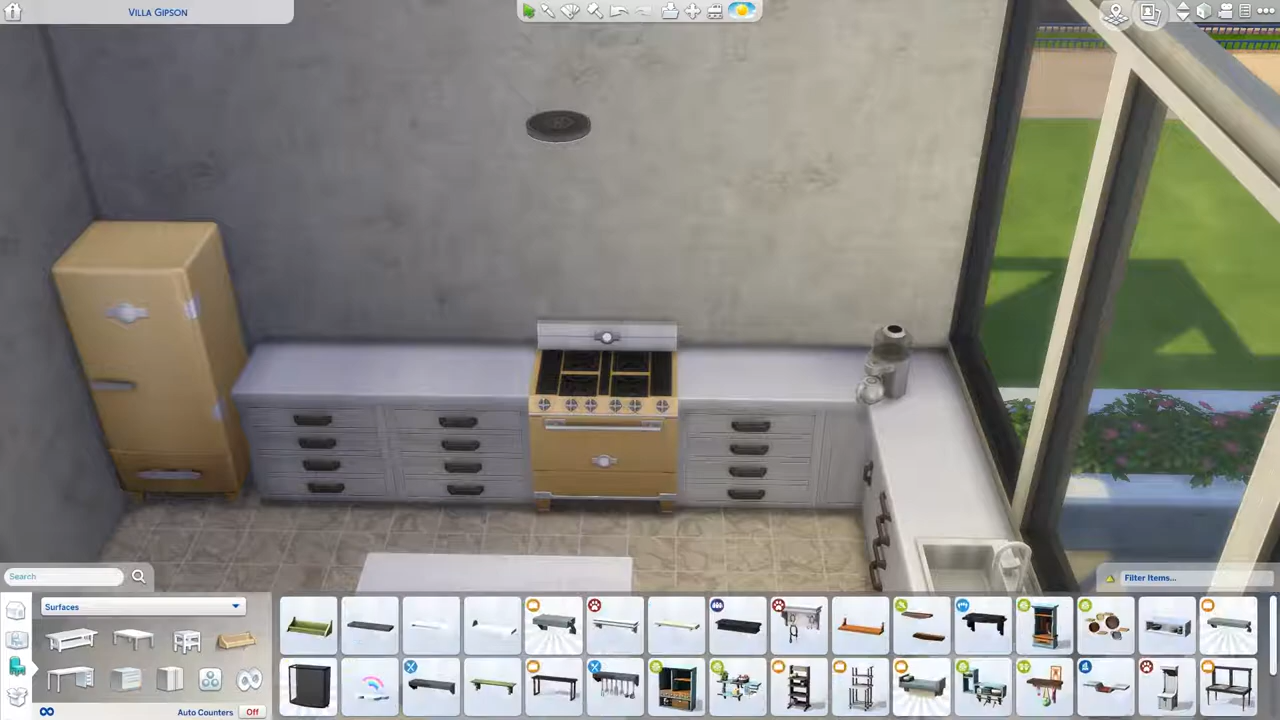 VILLA GIPSON
Search
Filter Items...
Surfaces
Auto Counters Off